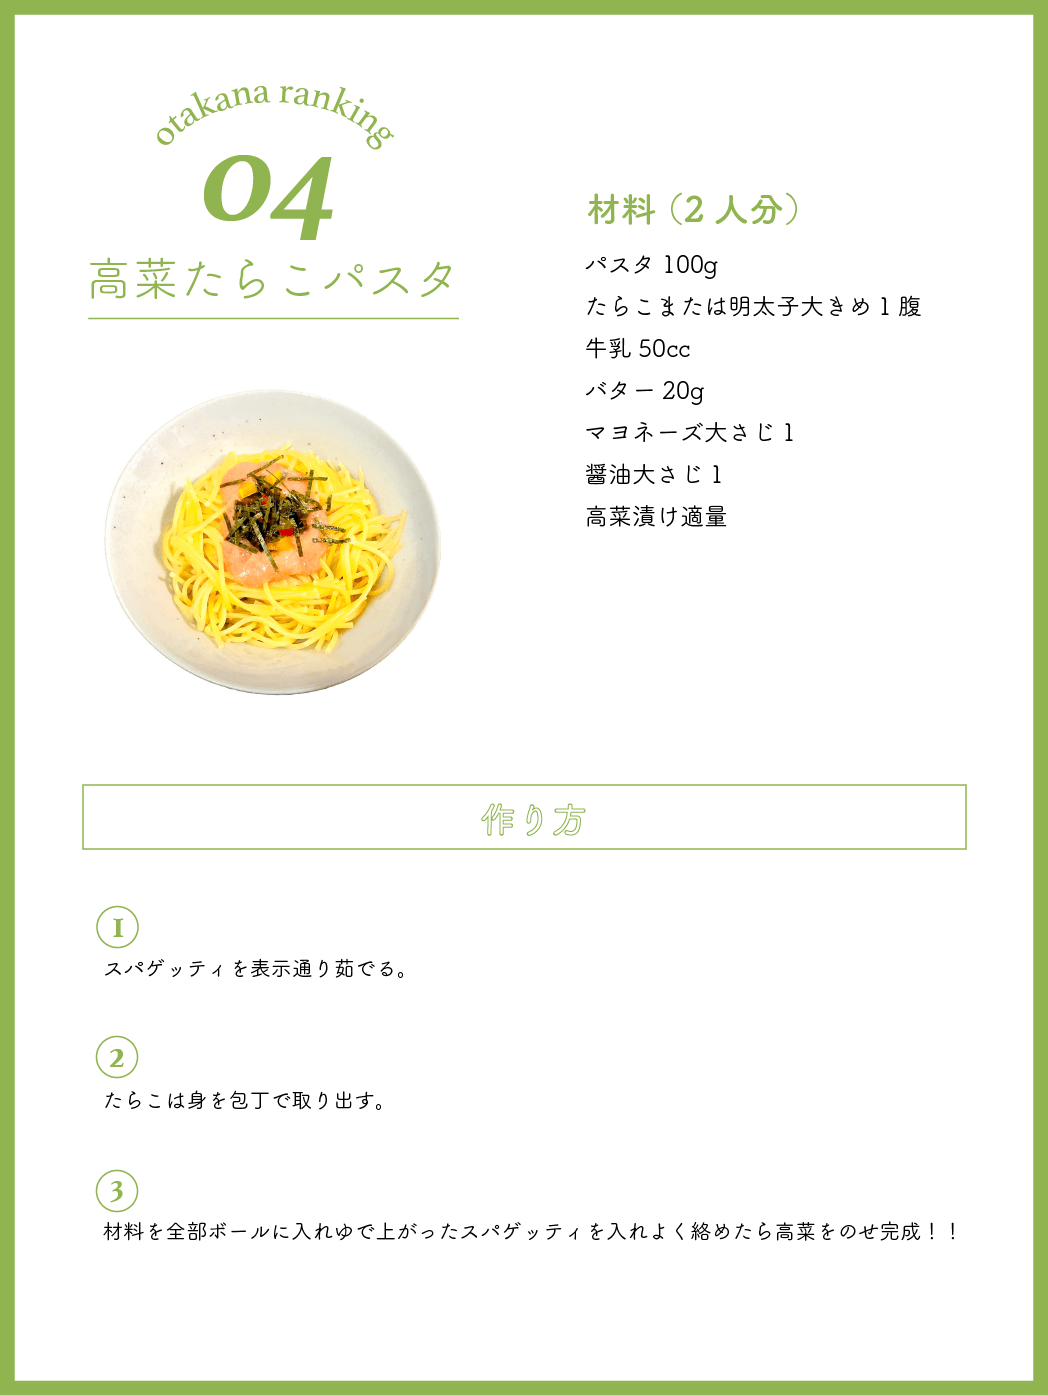 otakana ranking
04
高菜たらこパスタ
材料（2 人分）
パスタ 100g
たらこまたは明太子大きめ 1 腹
牛乳 50cc
バター 20g
マヨネーズ大さじ 1
醤油大さじ 1
高菜漬け適量
作り方
1
スパゲッティを表示通り茹でる。
2
たらこは身を包丁で取り出す。
3
材料を全部ボールに入れゆで上がったスパゲッティを入れよく絡めたら高菜をのせ完成！！